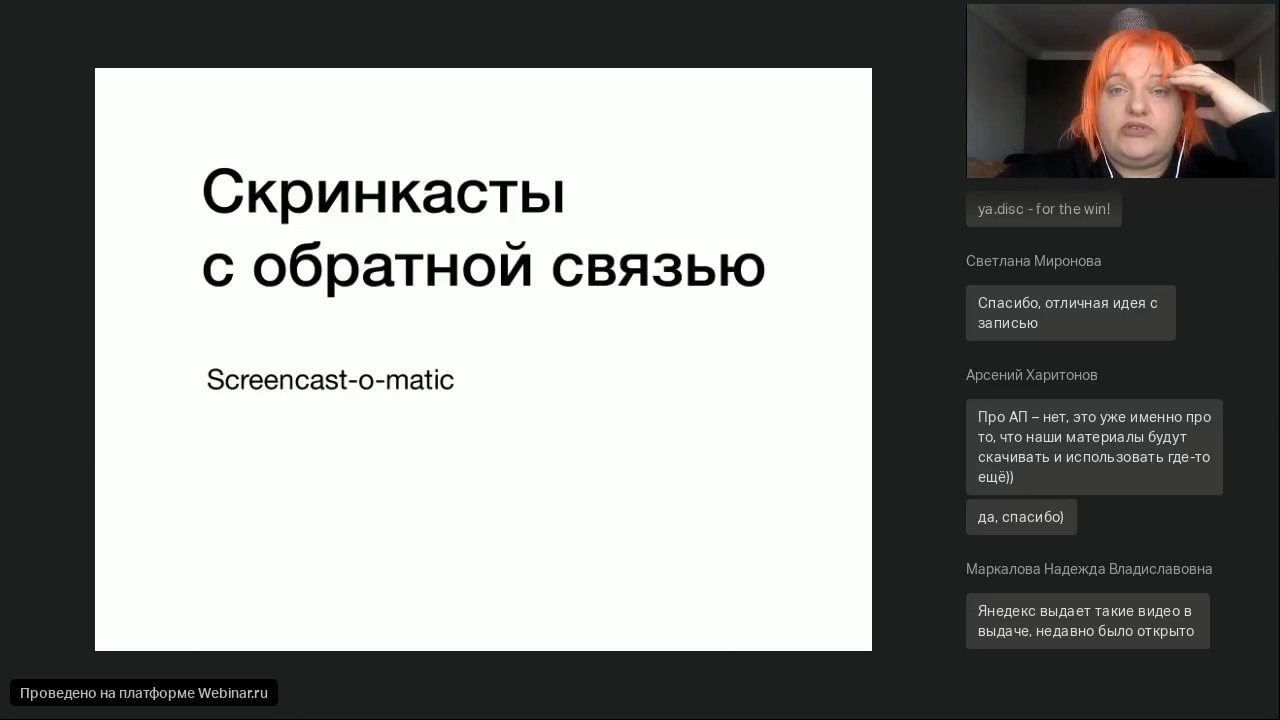 Скринкасты
с обратной связью
Screencast-o-matic
ya.disc - for the win!
Светлана Миронова
Спасибо, отличная идея с
записью
Арсений Харитонов
Про АП – нет, это уже именно про
то, что наши материалы будут
скачивать и использовать где-то
ещё))
да, спасибо)
Маркалова Надежда Владиславовна
Янедекс выдает такие видео в
выдаче, недавно было открыто
Проведено на платформе Webinar.ru